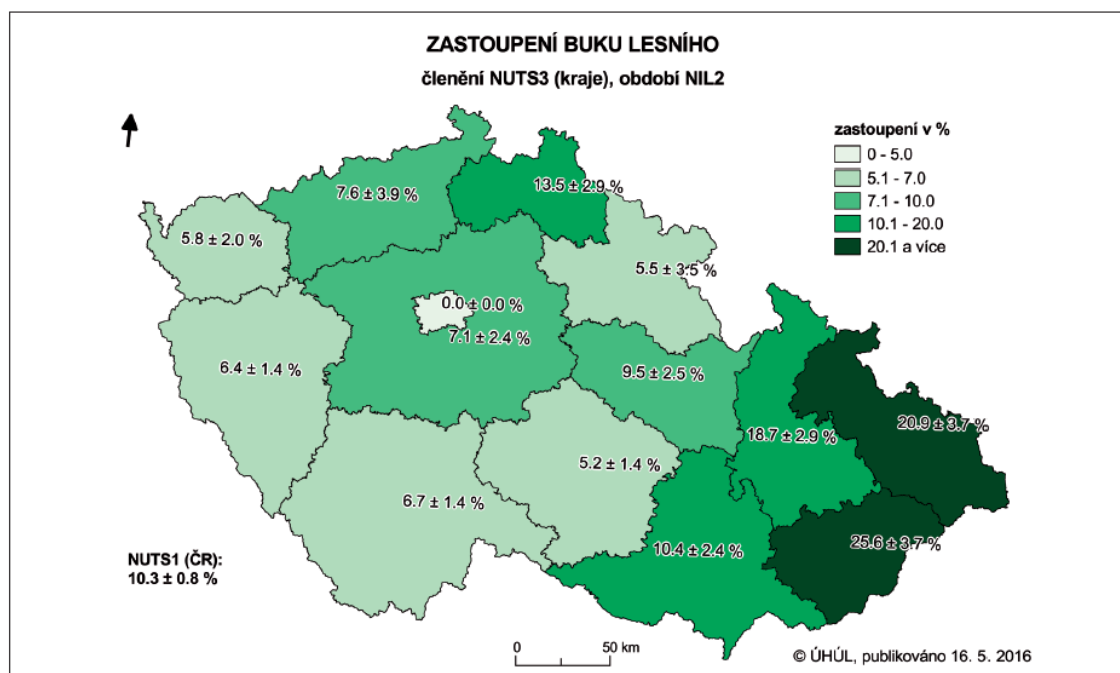 ZASTOUPENÍ BUKU LESNÍHO
členění NUTS3 (kraje), období NIL2
zastoupení v %
0 - 5.0
5.1 - 7.0
7.1 - 10.0
10.1 - 20.0
20.1 a více
7.6 ± 3.9 %
13.5 ± 2.9 %
5.8 ± 2.0 %
5.5 ± 3.5 %
0.0 ± 0.0 %
7.1 ± 2.4 %
6.4 ± 1.4 %
9.5 ± 2.5 %
20.9 ± 3.7 %
18.7 ± 2.9 %
5.2 ± 1.4 %
6.7 ± 1.4 %
25.6 ± 3.7 %
10.4 ± 2.4 %
NUTS1 (ČR):
10.3 ± 0.8 %
0 50 km
© ÚHÚL, publikováno 16. 5. 2016